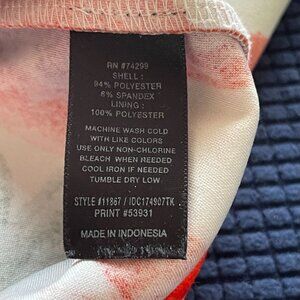 RN #74299
SHELL :
94% POLYESTER
6% SPANDEX
LINING :
100% POLYESTER
MACHINE WASH COLD
WITH LIKE COLORS
USE ONLY NON-CHLORINE
BLEACH WHEN NEEDED
COOL IRON IF NEEDED
TUMBLE DRY LOW
STYLE #11867 / IDC174907TK
PRINT #53931
MADE IN INDONESIA